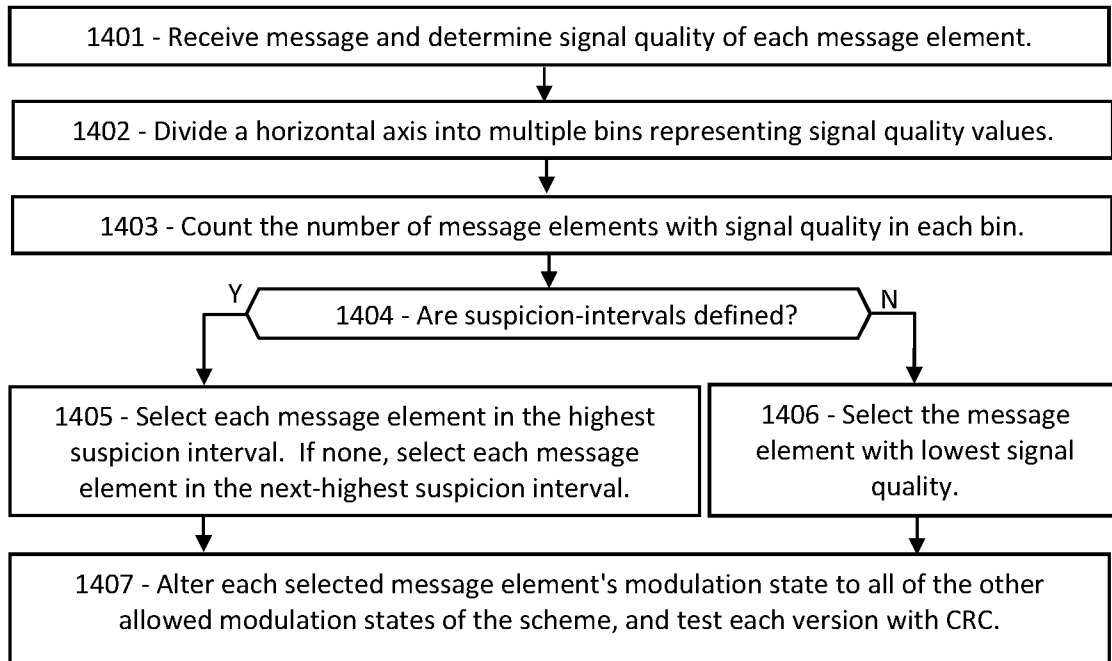 1401 - Receive message and determine signal quality of each message element.
1402 - Divide a horizontal axis into multiple bins representing signal quality values.
1403 - Count the number of message elements with signal quality in each bin.
Y
1404 - Are suspicion-intervals defined?
N
1405 - Select each message element in the highest
suspicion interval.  If none, select each message
element in the next-highest suspicion interval.
1406 - Select the message
element with lowest signal
quality.
1407 - Alter each selected message element's modulation state to all of the other
allowed modulation states of the scheme, and test each version with CRC.